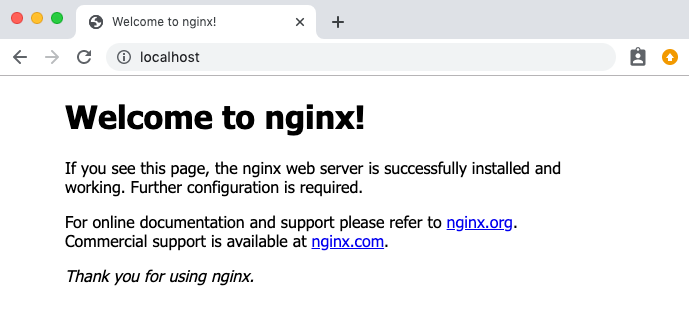 Welcome to nginx!
localhost
Welcome to nginx!
If you see this page, the nginx web server is successfully installed and
working. Further configuration is required.
For online documentation and support please refer to nginx.org.
Commercial support is available at nginx.com.
Thank you for using nginx.